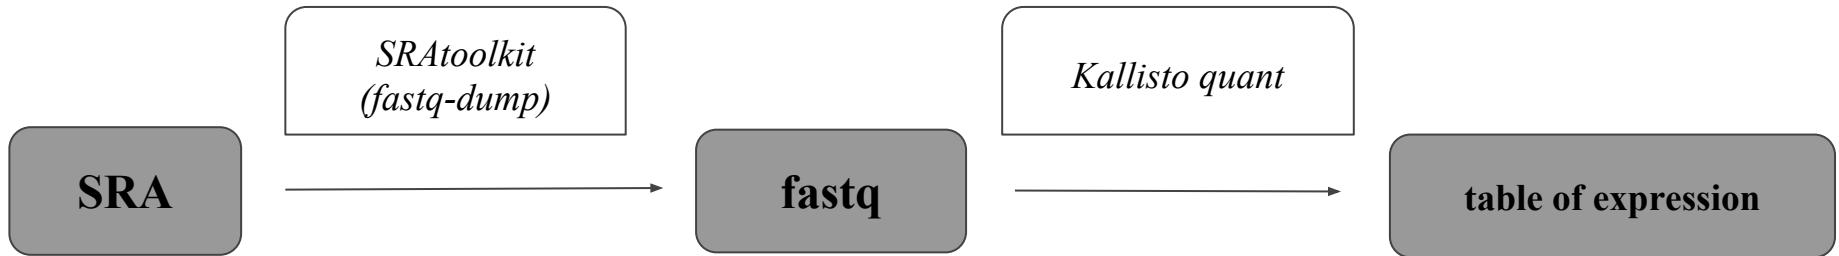 SRAtoolkit
(fastq-dump)
Kallisto quant
SRA
fastq
table of expression